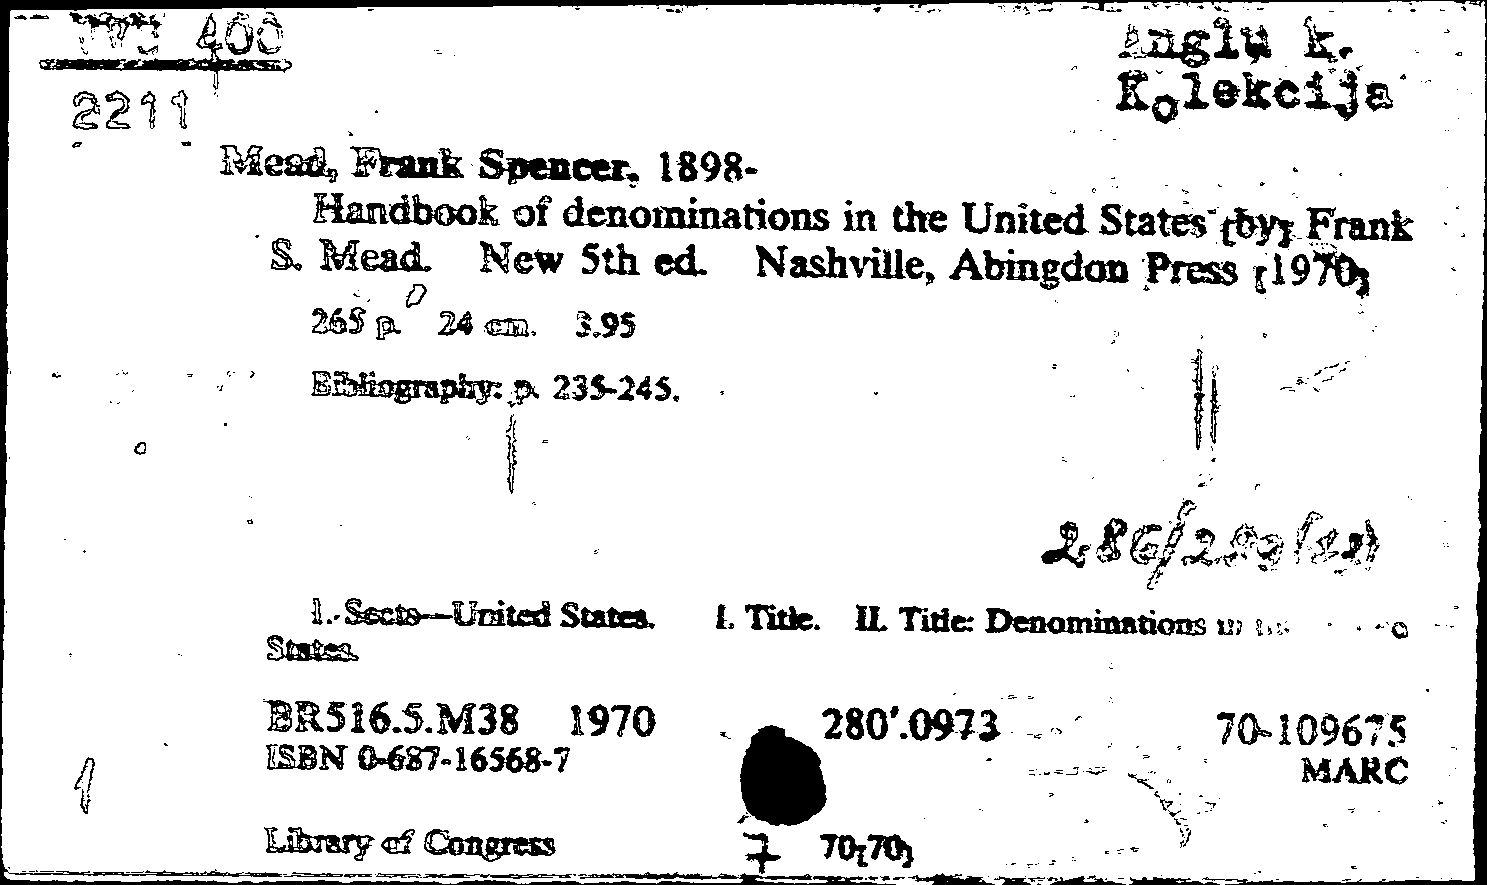 400
2211
Anglų k.
Kolekcija
Mead, Frank Spencer, 1898-
Handbook of denominations in the United States [by] Frank
S. Mead. New 5th ed. Nashville, Abingdon Press [1970]
265 p. 24 cm. 3.95
Bibliography: p. 235-245.
1. Sects—United States. I. Title. II. Title: Denominations in
States.
BR516.5.M38 1970 280′.0973 70-109675
ISBN 0-687-16568-7 MARC
1
Library of Congress 7 70[70]